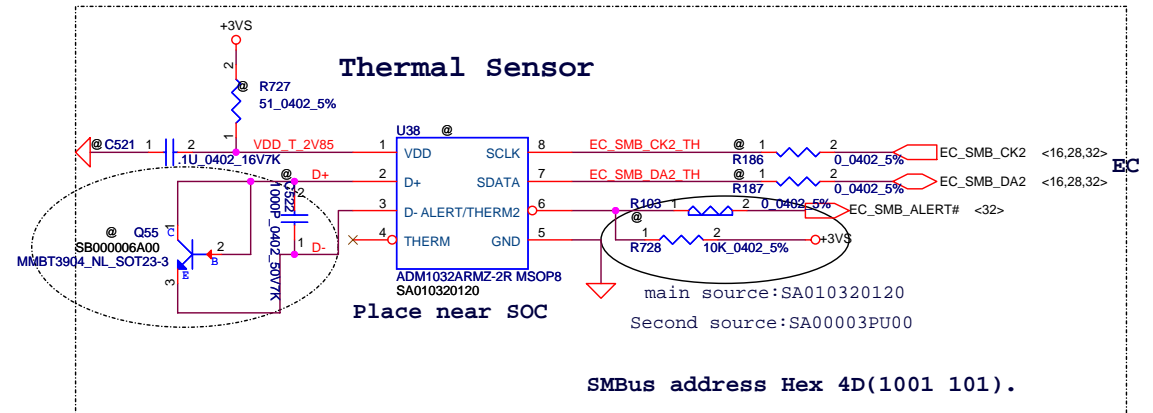 +3VS
Thermal Sensor
2
@
R727
51_0402_5%
1
@ C521
1
2
.1U_0402_16V7K
VDD_T_2V85
U38
@
1
VDD
SCLK
8
EC_SMB_CK2_TH
@
1
2
R186
0_0402_5%
EC_SMB_CK2 <16,28,32>
EC
D+
2
D+
SDATA
7
EC_SMB_DA2_TH
@
1
2
R187
0_0402_5%
EC_SMB_DA2 <16,28,32>
@
C522
2
1
1000P_0402_50V7K
3
D-
ALERT/THERM2
6
R103
1
2
0_0402_5%
EC_SMB_ALERT# <32>
@
D-
4
THERM
GND
5
R728
1
2
10K_0402_5%
+3VS
C
Q55
@
SB000006A00
MMBT3904_NL_SOT23-3
2
B
E
1
3
ADM1032ARMZ-2R MSOP8
SA010320120
Place near SOC
main source:SA010320120
Second source:SA00003PU00
SMBus address Hex 4D(1001 101).